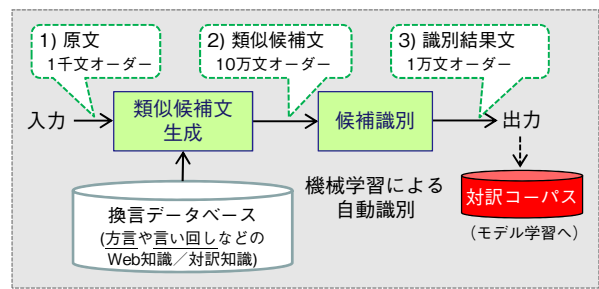 1) 原文
1千文オーダー
2) 類似候補文
10万文オーダー
3) 識別結果文
1万文オーダー
入力
類似候補文
生成
候補識別
出力
機械学習による
自動識別
換言データベース
(方言や言い回しなどの
Web知識／対訳知識)
対訳コーパス
（モデル学習へ）